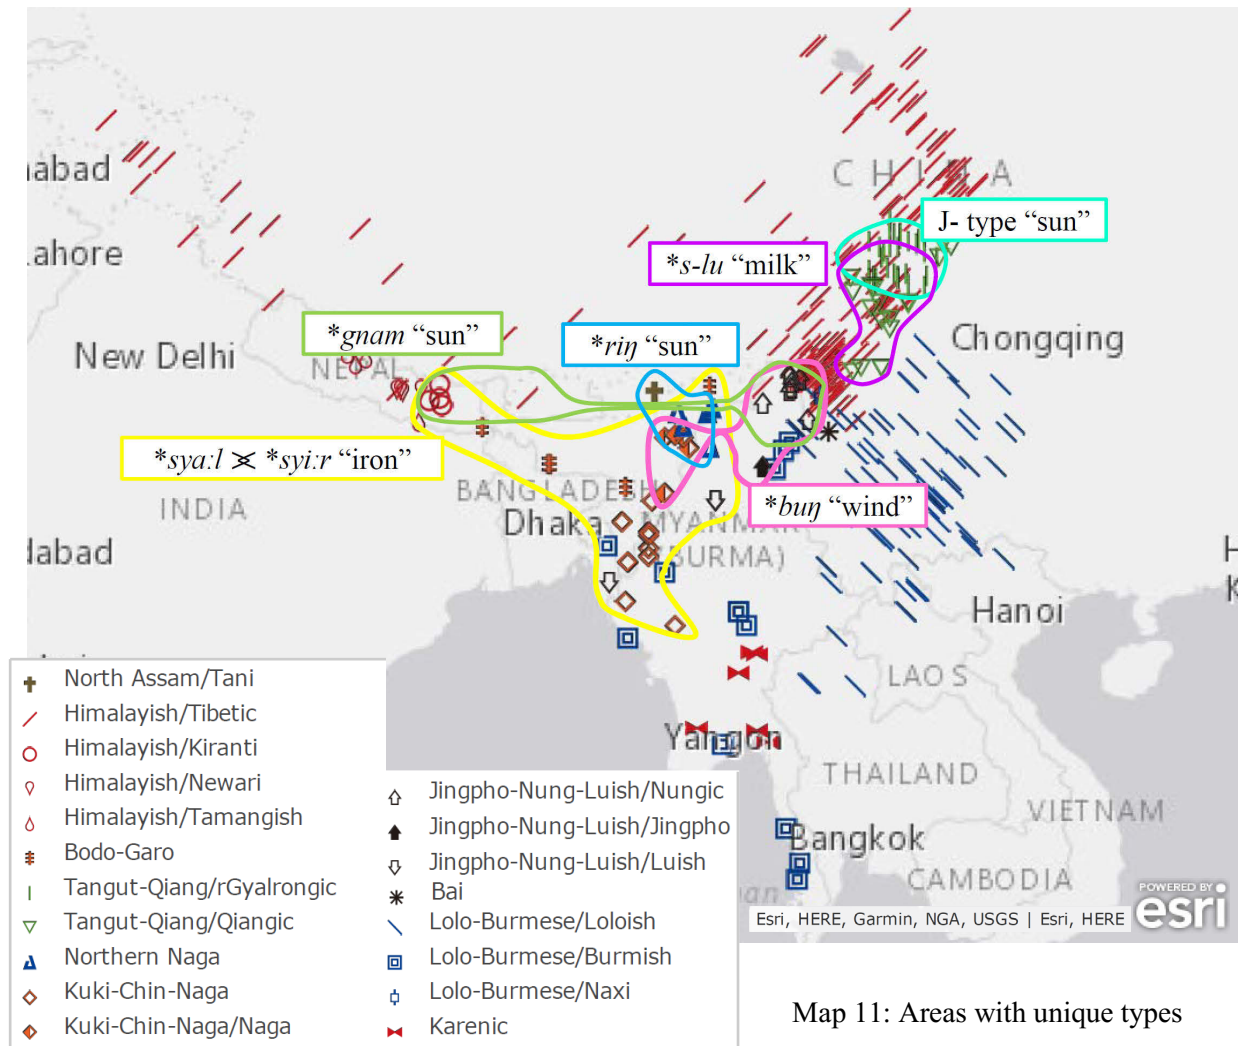 abad
CHINA
J- type “sun”
ahore
*s-lu “milk”
*gnam “sun”
*riŋ “sun”
Chongqing
New Delhi
NEPAL
*sya:l ⪤ *syi:r “iron”
BANGLADESH
*buŋ “wind”
INDIA
Dhaka
MYANMAR
(BURMA)
dabad
H
K
Hanoi
LAOS
Yangon
THAILAND
VIETNAM
Bangkok
CAMBODIA
an
POWERED BY
esri
Esri, HERE, Garmin, NGA, USGS | Esri, HERE
North Assam/Tani
Himalayish/Tibetic
Himalayish/Kiranti
Himalayish/Newari
Himalayish/Tamangish
Bodo-Garo
Tangut-Qiang/rGyalrongic
Tangut-Qiang/Qiangic
Northern Naga
Kuki-Chin-Naga
Kuki-Chin-Naga/Naga
Jingpho-Nung-Luish/Nungic
Jingpho-Nung-Luish/Jingpho
Jingpho-Nung-Luish/Luish
Bai
Lolo-Burmese/Loloish
Lolo-Burmese/Burmish
Lolo-Burmese/Naxi
Karenic
Map 11: Areas with unique types